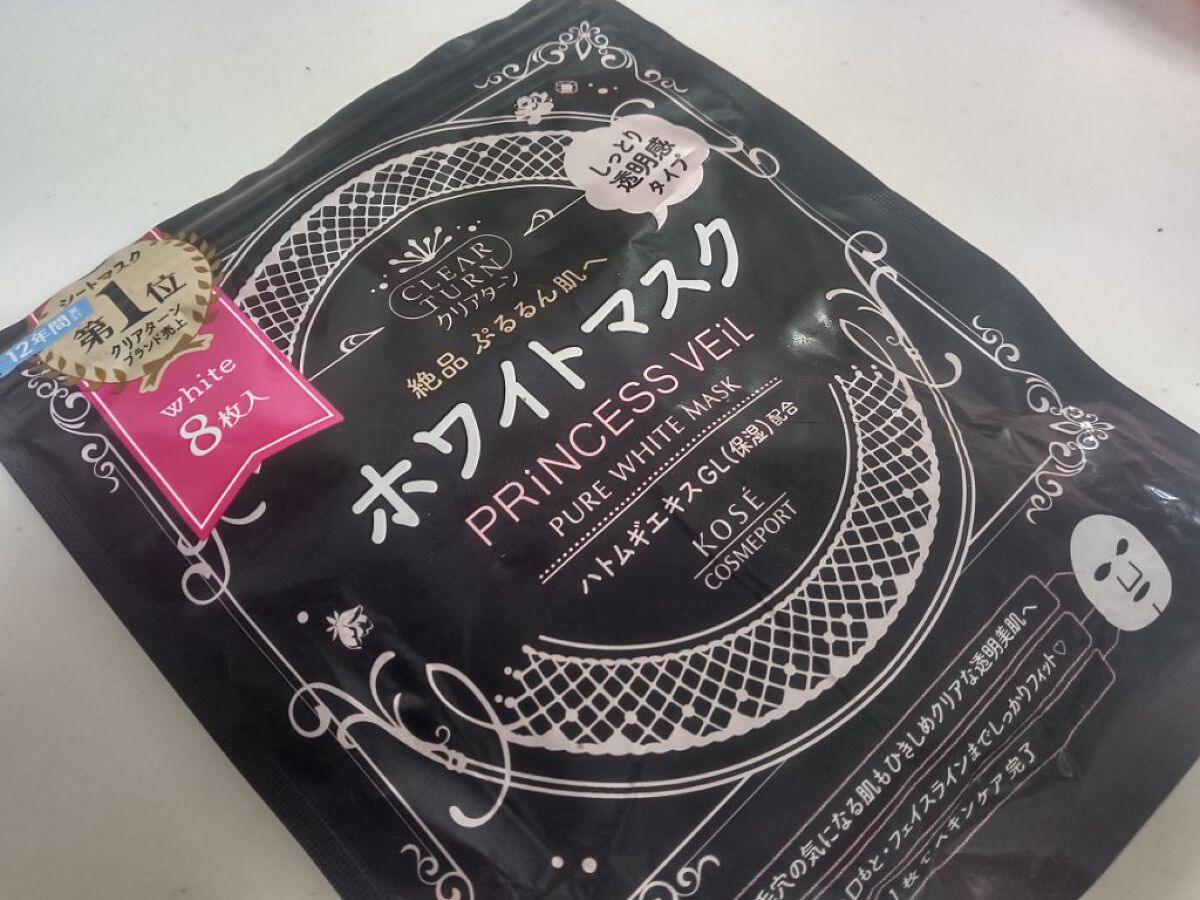 しっとり
透明感
タイプ
シートマスク
12年間
第1位
クリアターン
ブランド売上
white
8枚入
CLEAR
TURN
クリアターン
絶品 ぷるるん肌へ
ホワイトマスク
PRiNCESS VEiL
PURE WHITE MASK
ハトムギエキスGL(保湿)配合
KOSÉ
COSMEPORT
毛穴の気になる肌もひきしめクリアな透明美肌へ
口もと・フェイスラインまでしっかりフィット♡
1枚でスキンケア完了